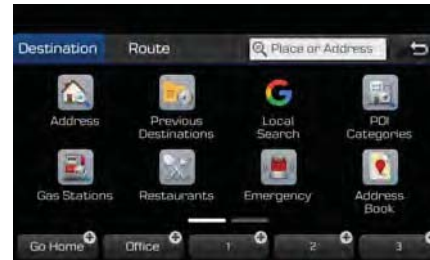 Destination
Route
Place or Address
Address
Previous
Destinations
Local
Search
POI
Categories
Gas Stations
Restaurants
Emergency
Address
Book
Go Home
Office
1
2
3